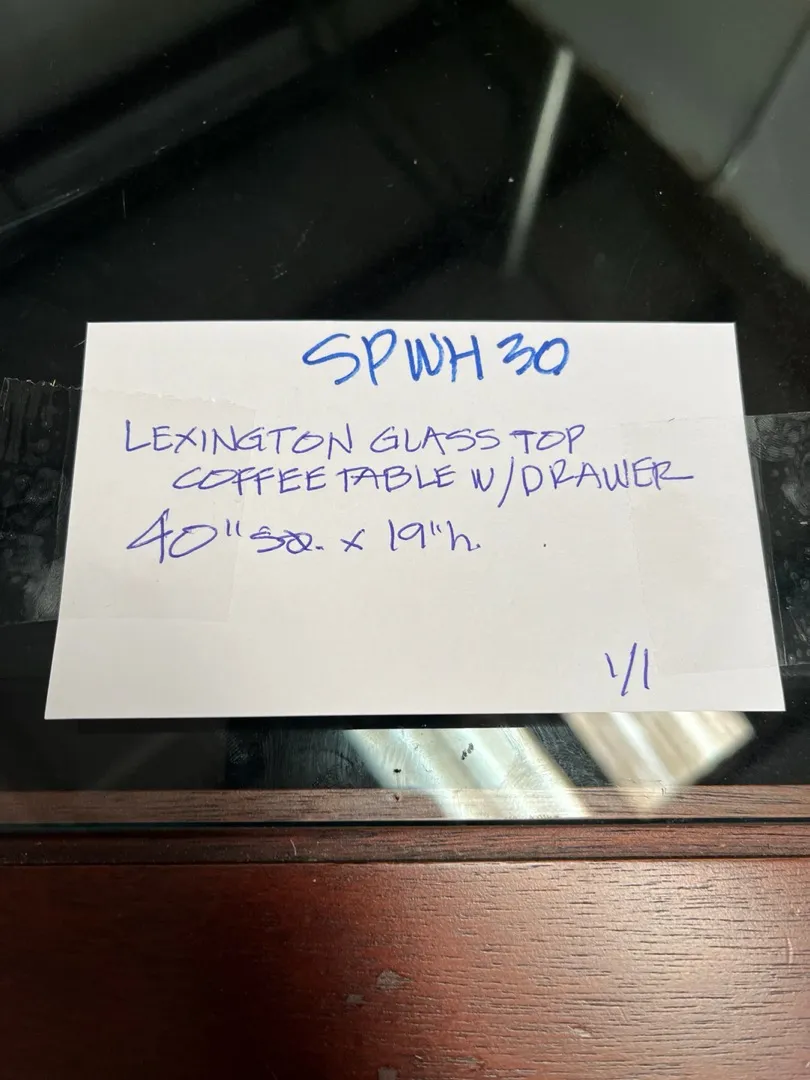 SPWH30
LEXINGTON GLASS TOP
COFFEE TABLE W/DRAWER
40" SQ. x 19"h.
1/1